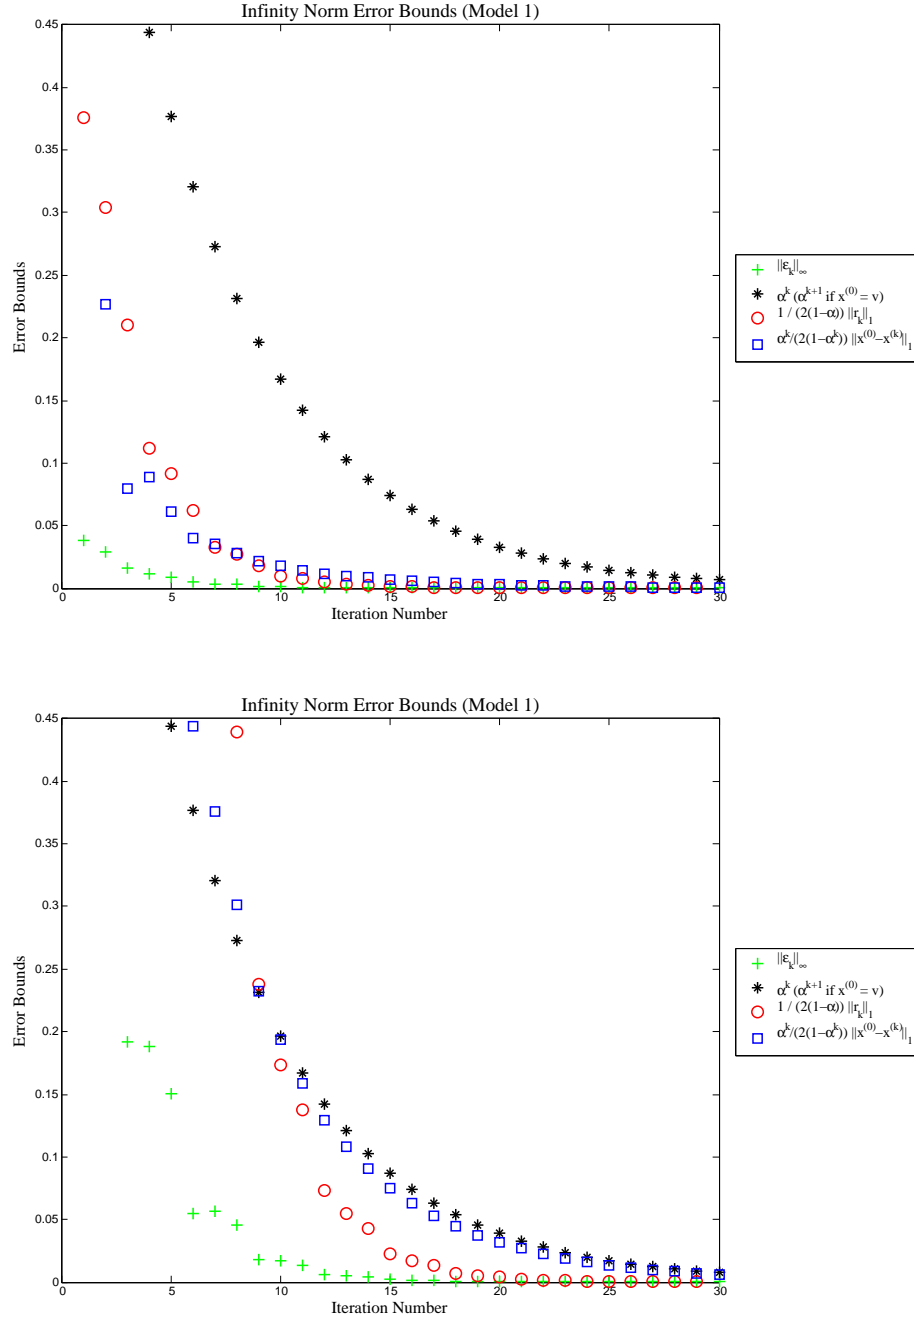 Infinity Norm Error Bounds (Model 1)
0.45
0.4
0.35
0.3
0.25
0.2
0.15
0.1
0.05
0
Error Bounds
0 5 10 15 20 25 30
Iteration Number
||ε_k||_∞
α^k (α^{k+1} if x^{(0)} = v)
1 / (2(1−α)) ||r_k||_1
α^k/(2(1−α^k)) ||x^{(0)}−x^{(k)}||_1
Infinity Norm Error Bounds (Model 1)
0.45
0.4
0.35
0.3
0.25
0.2
0.15
0.1
0.05
0
Error Bounds
0 5 10 15 20 25 30
Iteration Number
||ε_k||_∞
α^k (α^{k+1} if x^{(0)} = v)
1 / (2(1−α)) ||r_k||_1
α^k/(2(1−α^k)) ||x^{(0)}−x^{(k)}||_1